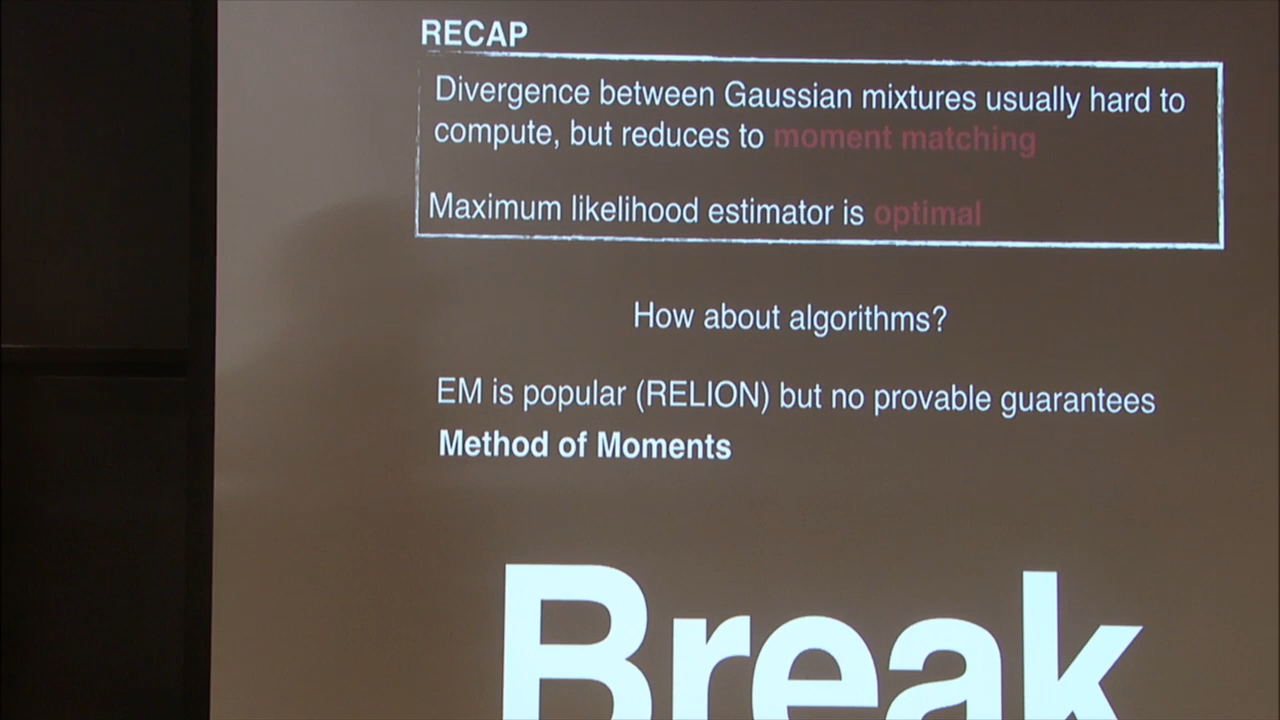 RECAP
Divergence between Gaussian mixtures usually hard to
compute, but reduces to moment matching
Maximum likelihood estimator is optimal
How about algorithms?
EM is popular (RELION) but no provable guarantees
Method of Moments
Break